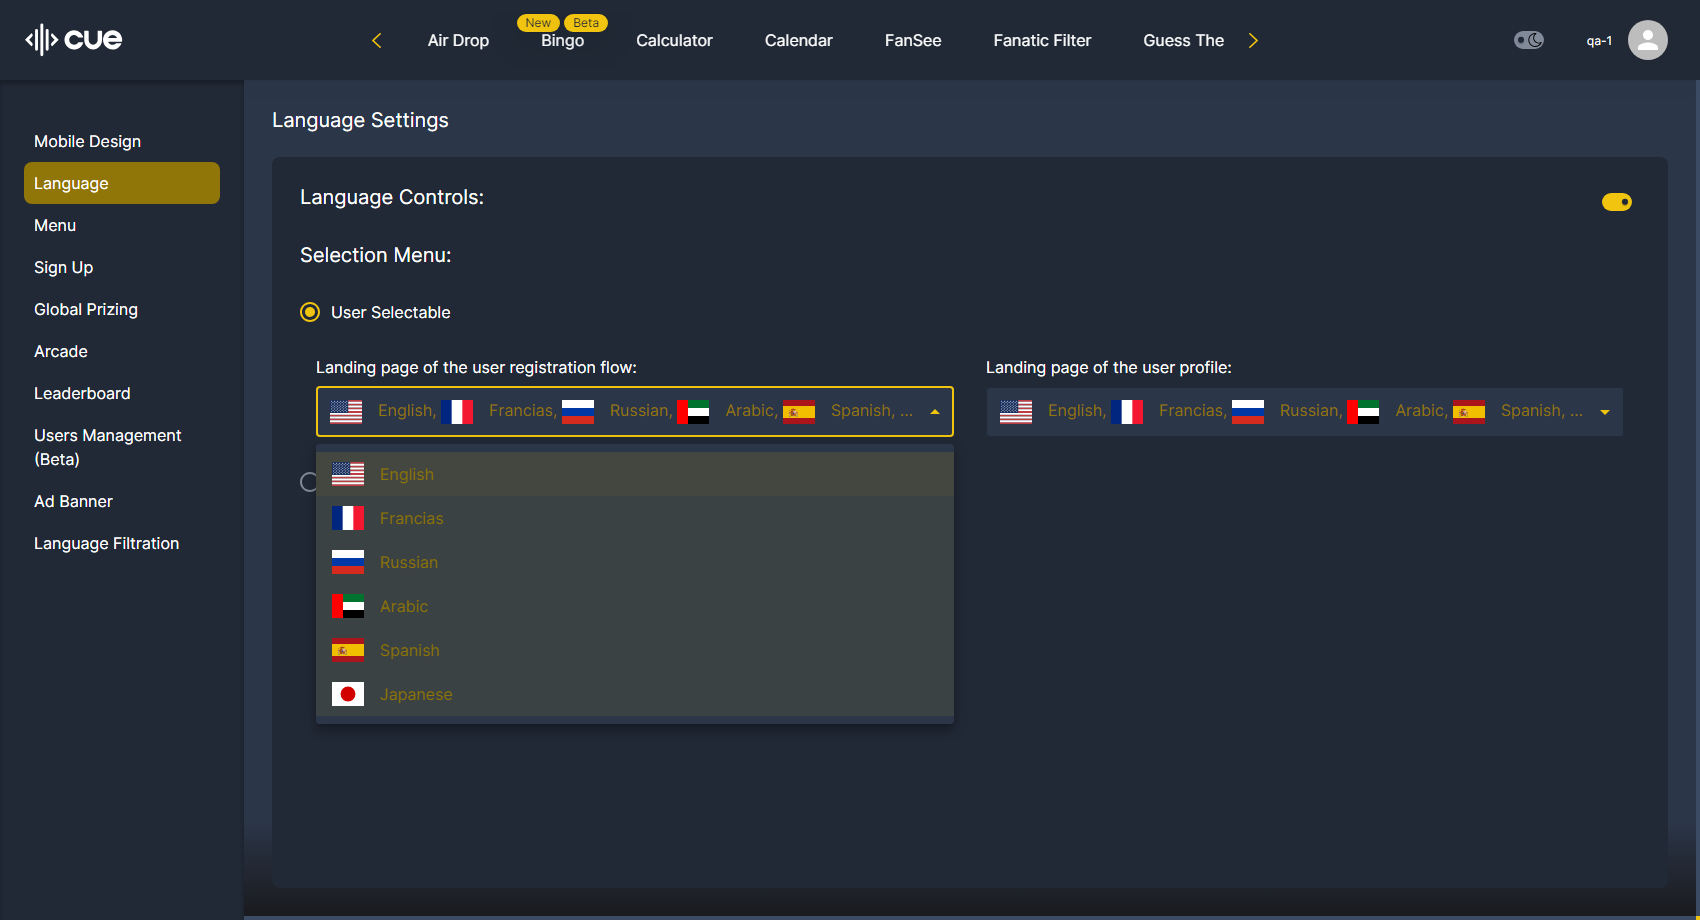 cue
Air Drop
New
Beta
Bingo
Calculator
Calendar
FanSee
Fanatic Filter
Guess The
qa-1
Mobile Design
Language
Menu
Sign Up
Global Prizing
Arcade
Leaderboard
Users Management
(Beta)
Ad Banner
Language Filtration
Language Settings
Language Controls:
Selection Menu:
User Selectable
Landing page of the user registration flow:
English, Francias, Russian, Arabic, Spanish, ...
English
Francias
Russian
Arabic
Spanish
Japanese
Landing page of the user profile:
English, Francias, Russian, Arabic, Spanish, ...